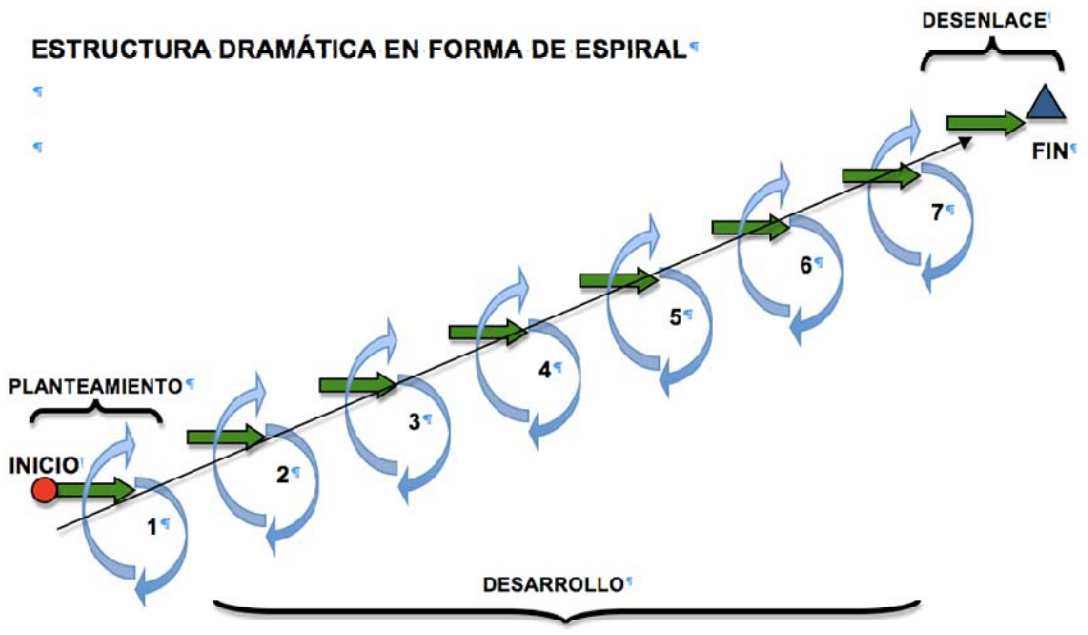 DESENLACE¶
ESTRUCTURA DRAMÁTICA EN FORMA DE ESPIRAL¶
¶
¶
FIN¶
7¶
6¶
5¶
4¶
PLANTEAMIENTO¶
3¶
INICIO¶
2¶
1¶
DESARROLLO¶